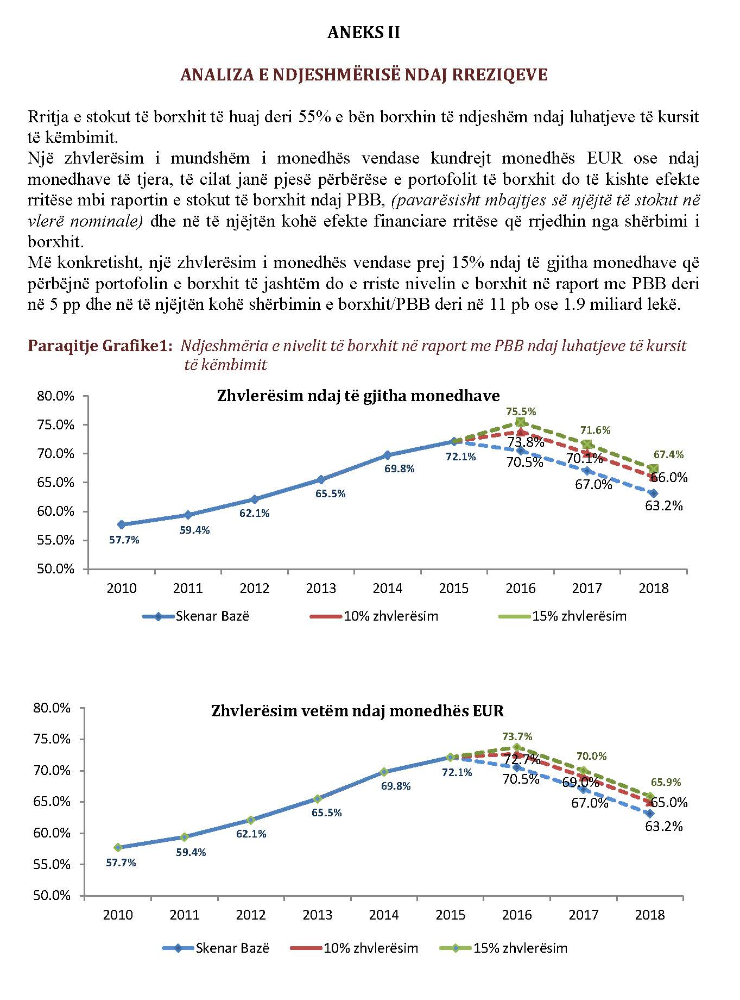 ANEKS II
ANALIZA E NDJESHMËRISË NDAJ RREZIQEVE
Rritja e stokut të borxhit të huaj deri 55% e bën borxhin të ndjeshëm ndaj luhatjeve të kursit
të këmbimit.
Një zhvlerësim i mundshëm i monedhës vendase kundrejt monedhës EUR ose ndaj
monedhave të tjera, të cilat janë pjesë përbërëse e portofolit të borxhit do të kishte efekte
rritëse mbi raportin e stokut të borxhit ndaj PBB, (pavarësisht mbajtjes së njëjtë të stokut në
vlerë nominale) dhe në të njëjtën kohë efekte financiare rritëse që rrjedhin nga shërbimi i
borxhit.
Më konkretisht, një zhvlerësim i monedhës vendase prej 15% ndaj të gjitha monedhave që
përbëjnë portofolin e borxhit të jashtëm do e rriste nivelin e borxhit në raport me PBB deri
në 5 pp dhe në të njëjtën kohë shërbimin e borxhit/PBB deri në 11 pb ose 1.9 miliard lekë.
Paraqitje Grafike1: Ndjeshmëria e nivelit të borxhit në raport me PBB ndaj luhatjeve të kursit
të këmbimit
Zhvlerësim ndaj të gjitha monedhave
80.0%
75.0%
70.0%
65.0%
60.0%
55.0%
50.0%
57.7%
59.4%
62.1%
65.5%
69.8%
72.1%
75.5%
73.8%
70.5%
71.6%
70.1%
67.0%
67.4%
66.0%
63.2%
2010 2011 2012 2013 2014 2015 2016 2017 2018
Skenar Bazë 10% zhvlerësim 15% zhvlerësim
Zhvlerësim vetëm ndaj monedhës EUR
80.0%
75.0%
70.0%
65.0%
60.0%
55.0%
50.0%
57.7%
59.4%
62.1%
65.5%
69.8%
72.1%
73.7%
72.7%
70.5%
70.0%
69.0%
67.0%
65.9%
65.0%
63.2%
2010 2011 2012 2013 2014 2015 2016 2017 2018
Skenar Bazë 10% zhvlerësim 15% zhvlerësim